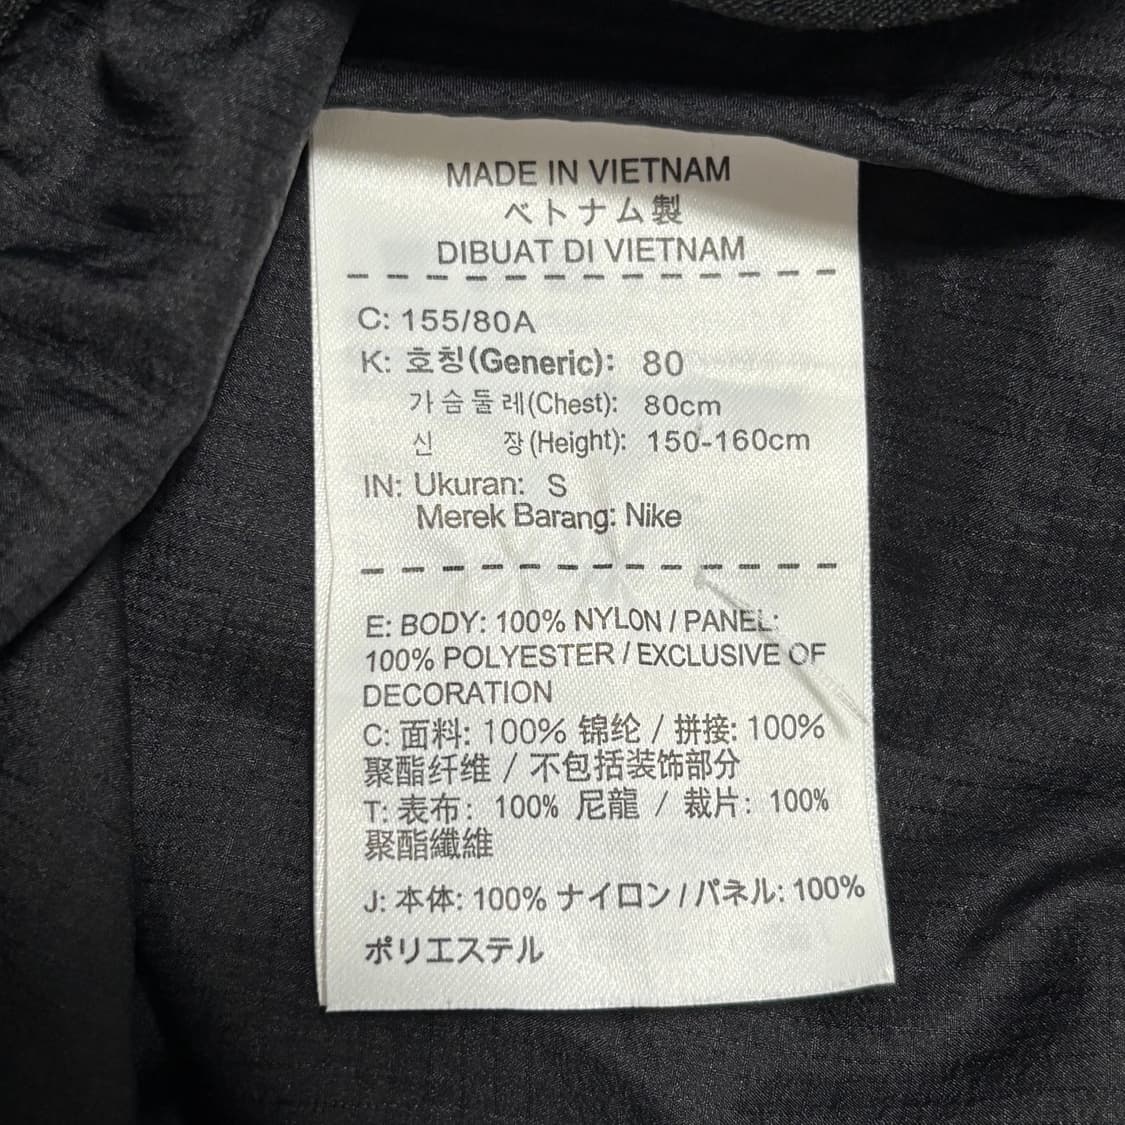 MADE IN VIETNAM
ベトナム製
DIBUAT DI VIETNAM
C: 155/80A
K: 호칭(Generic): 80
가슴둘레(Chest): 80cm
신 장(Height): 150-160cm
IN: Ukuran: S
Merek Barang: Nike
E: BODY: 100% NYLON / PANEL:
100% POLYESTER / EXCLUSIVE OF
DECORATION
C: 面料: 100% 锦纶 / 拼接: 100%
聚酯纤维 / 不包括装饰部分
T: 表布: 100% 尼龍 / 裁片: 100%
聚酯纖維
J: 本体: 100% ナイロン / パネル: 100%
ポリエステル